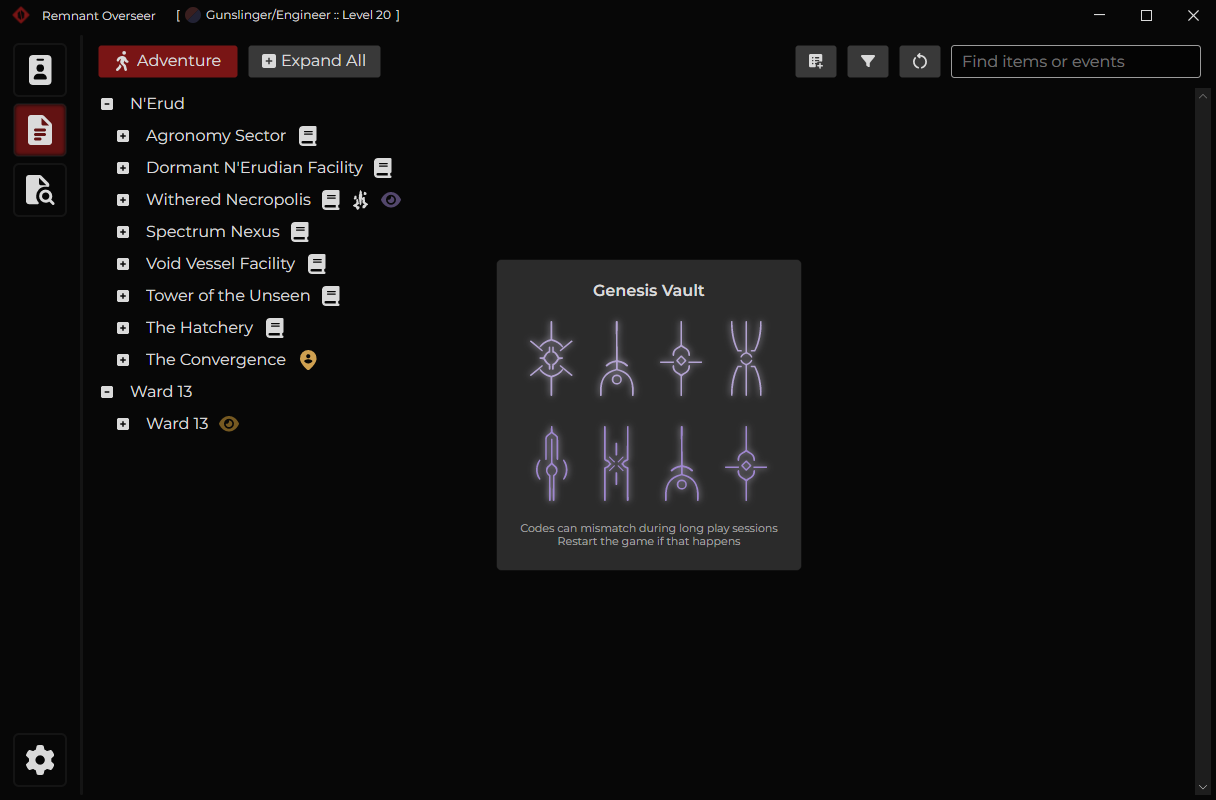 Remnant Overseer [ Gunslinger/Engineer :: Level 20 ]
Adventure Expand All Find items or events
N'Erud
Agronomy Sector
Dormant N'Erudian Facility
Withered Necropolis
Spectrum Nexus
Void Vessel Facility
Tower of the Unseen
The Hatchery
The Convergence
Ward 13
Ward 13
Genesis Vault
Codes can mismatch during long play sessions
Restart the game if that happens